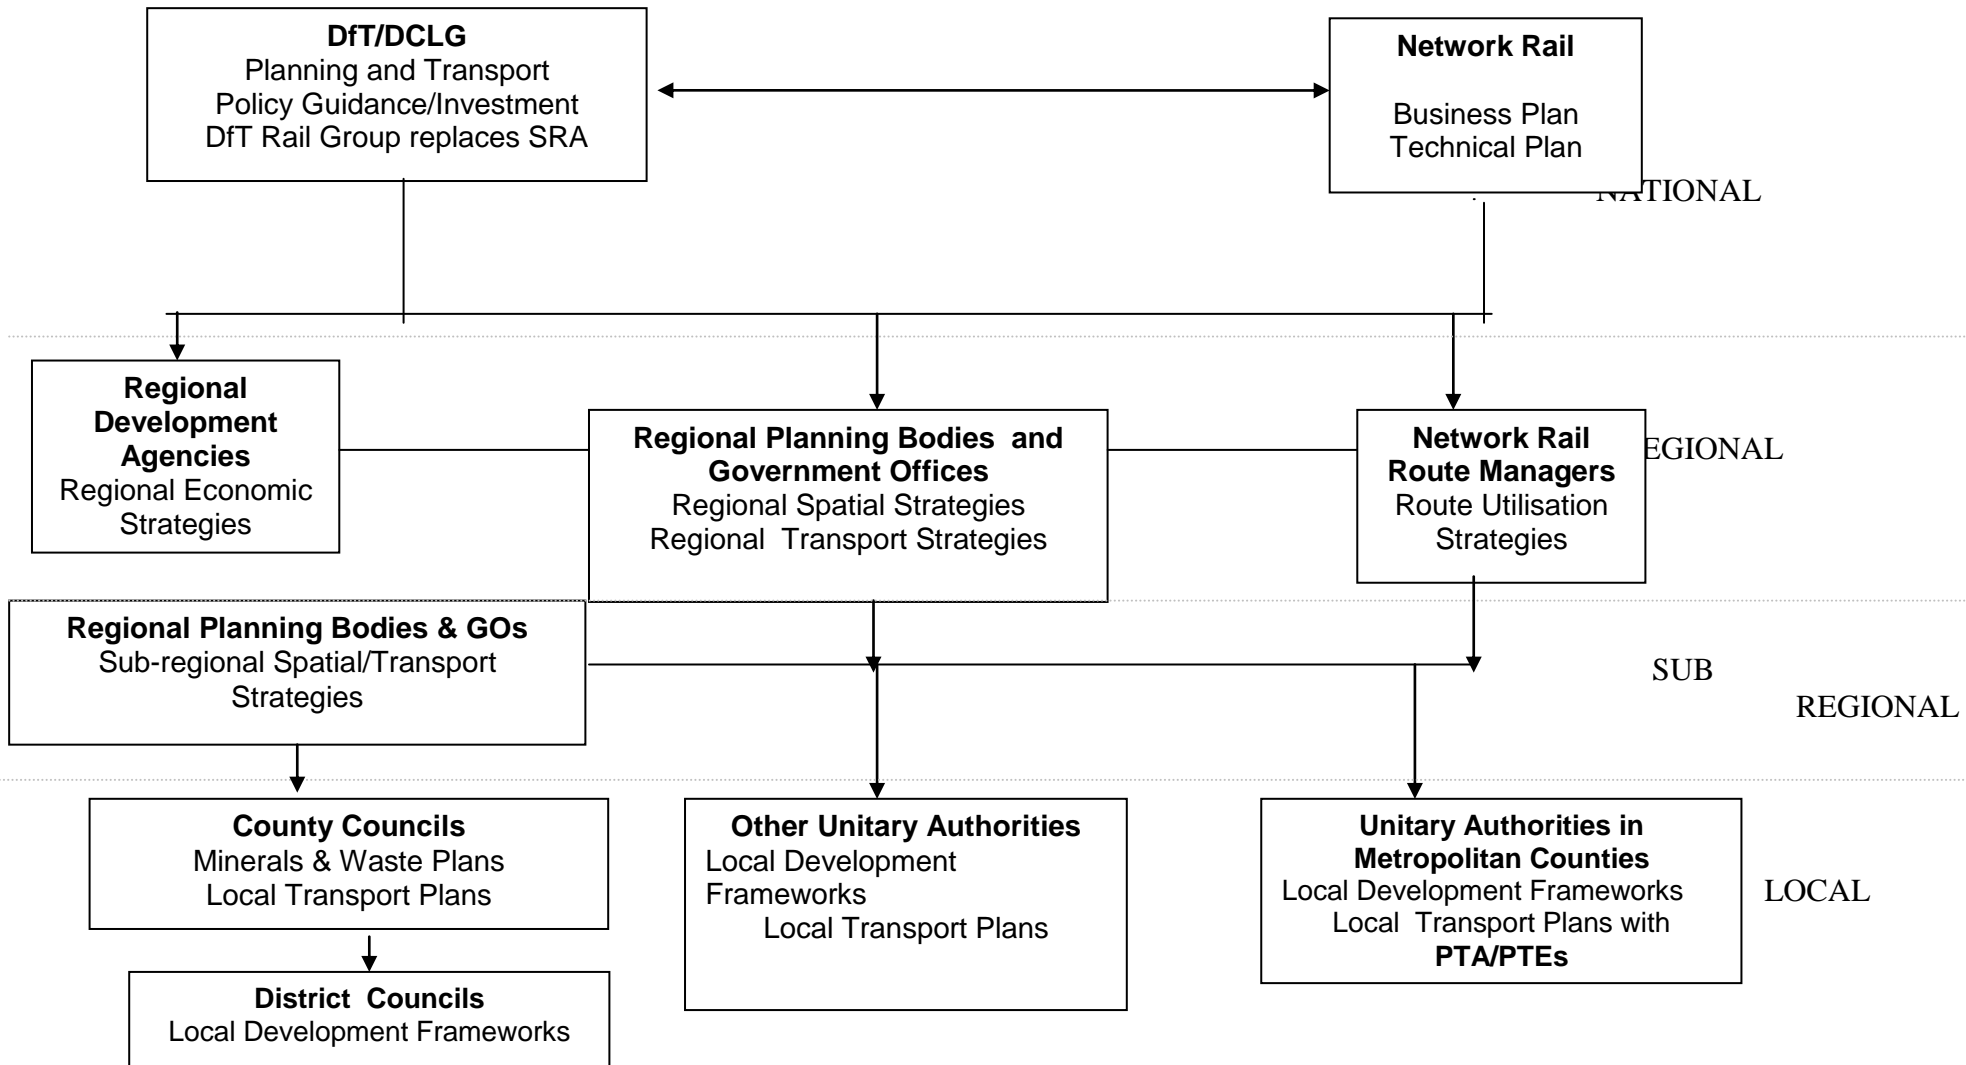 DfT/DCLG
Planning and Transport
Policy Guidance/Investment
DfT Rail Group replaces SRA
Network Rail
Business Plan
Technical Plan
NATIONAL
Regional
Development
Agencies
Regional Economic
Strategies
Regional Planning Bodies and
Government Offices
Regional Spatial Strategies
Regional Transport Strategies
Network Rail
Route Managers
Route Utilisation
Strategies
EGIONAL
Regional Planning Bodies & GOs
Sub-regional Spatial/Transport
Strategies
SUB
REGIONAL
County Councils
Minerals & Waste Plans
Local Transport Plans
Other Unitary Authorities
Local Development
Frameworks
Local Transport Plans
Unitary Authorities in
Metropolitan Counties
Local Development Frameworks
Local Transport Plans with
PTA/PTEs
LOCAL
District Councils
Local Development Frameworks